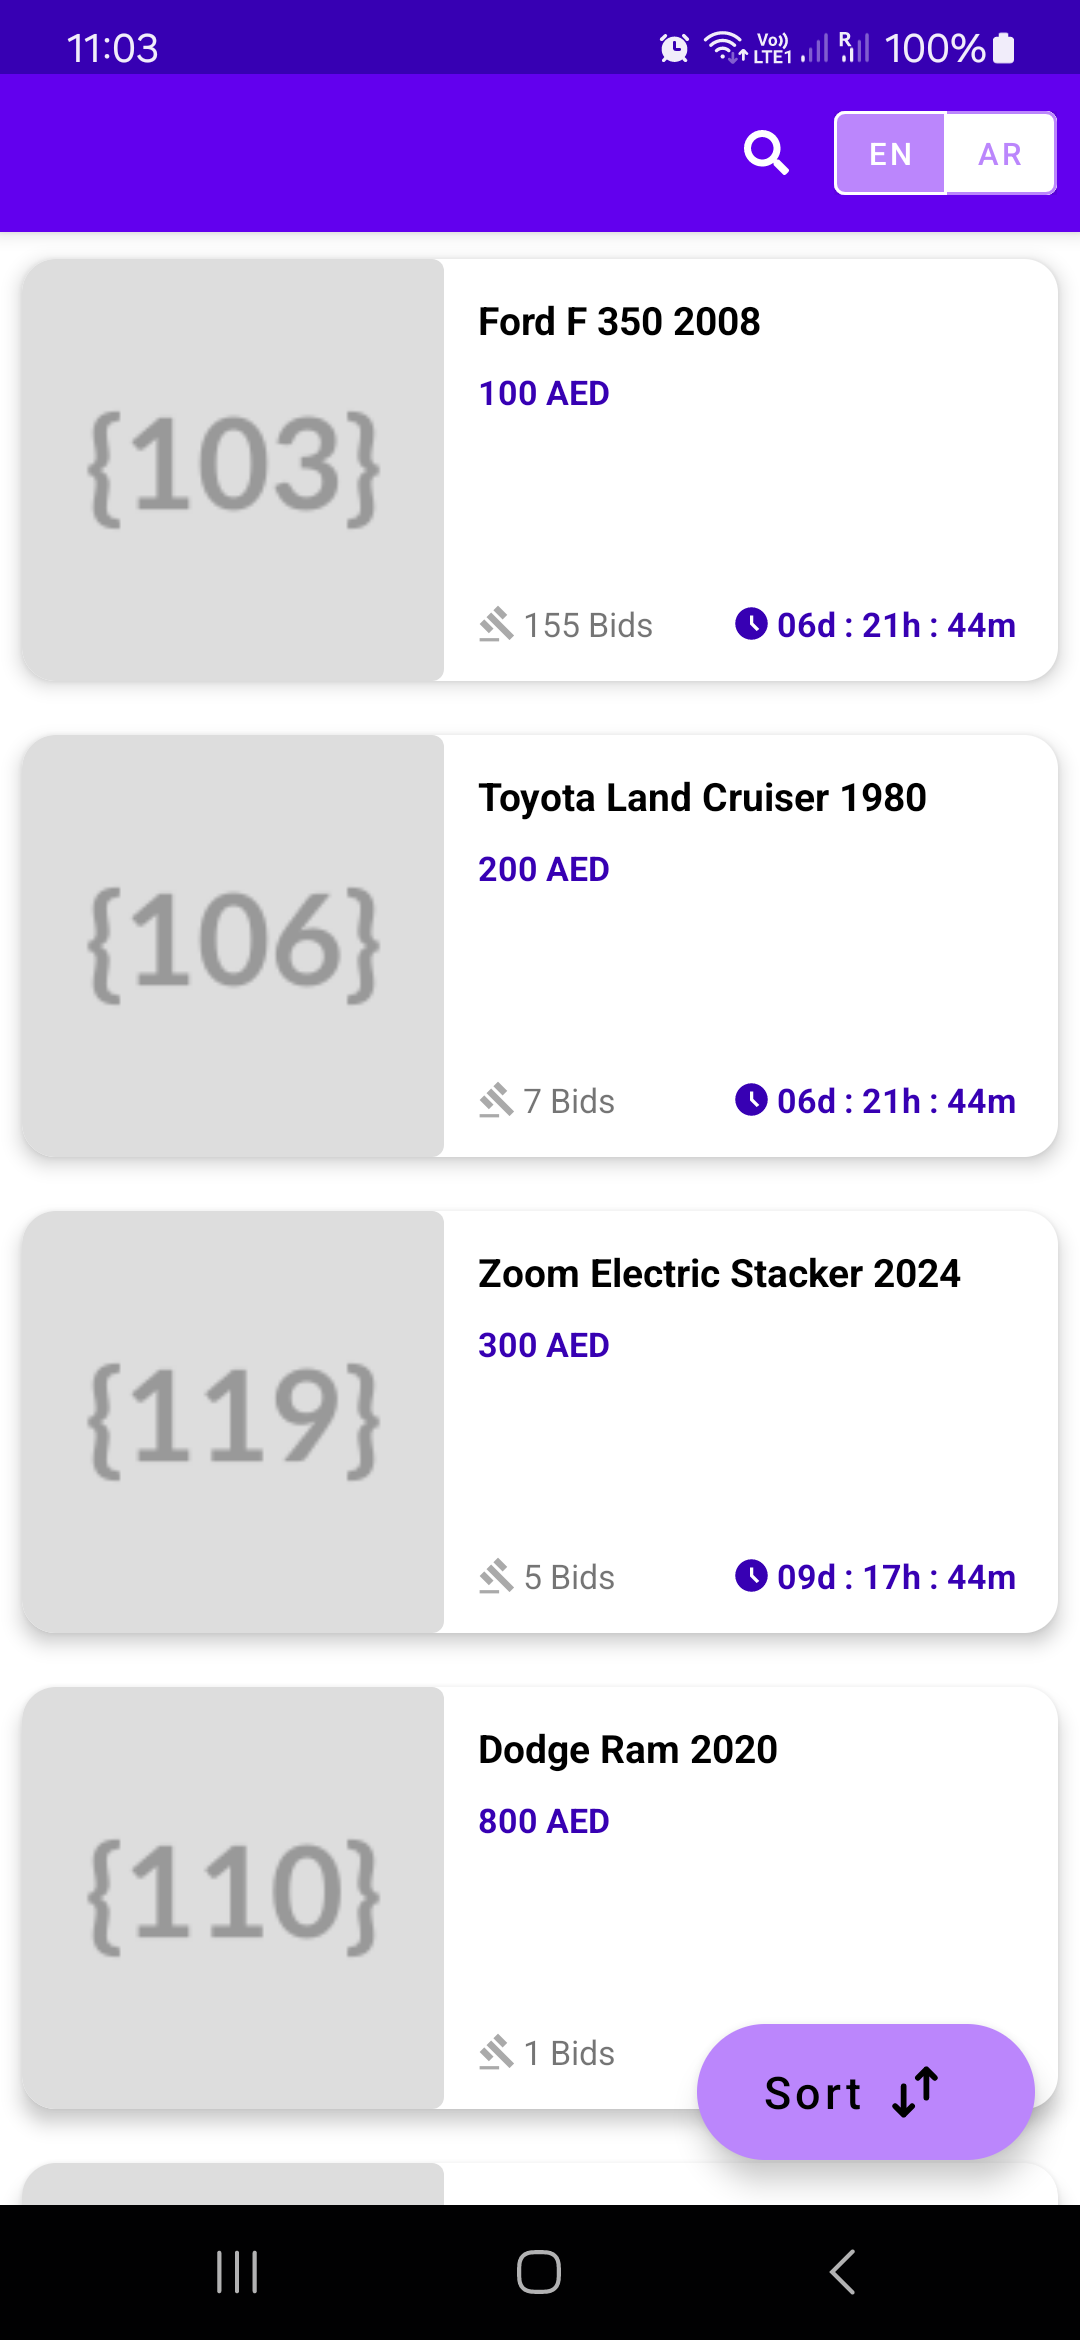 11:03 Vo)) LTE1 R 100%
EN AR
{103}
Ford F 350 2008
100 AED
155 Bids 06d : 21h : 44m
{106}
Toyota Land Cruiser 1980
200 AED
7 Bids 06d : 21h : 44m
{119}
Zoom Electric Stacker 2024
300 AED
5 Bids 09d : 17h : 44m
{110}
Dodge Ram 2020
800 AED
1 Bids
Sort